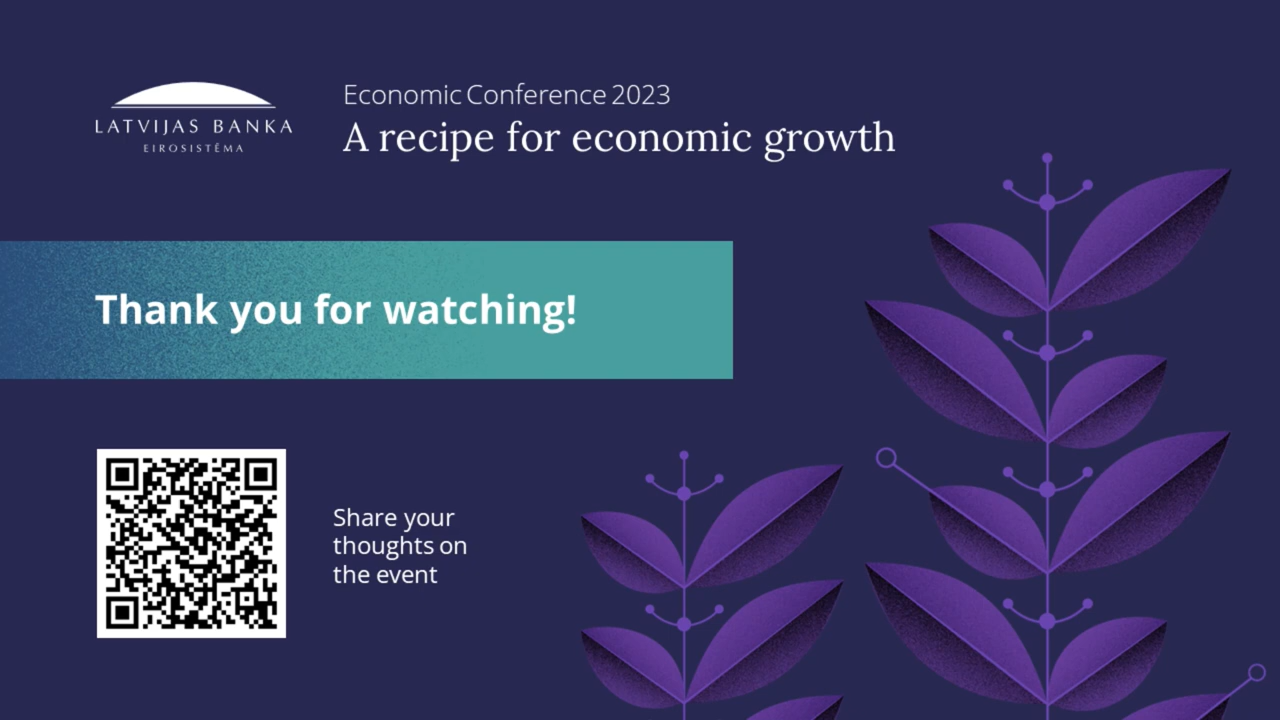 LATVIJAS BANKA
EIROSISTĒMA
Economic Conference 2023
A recipe for economic growth
Thank you for watching!
Share your
thoughts on
the event